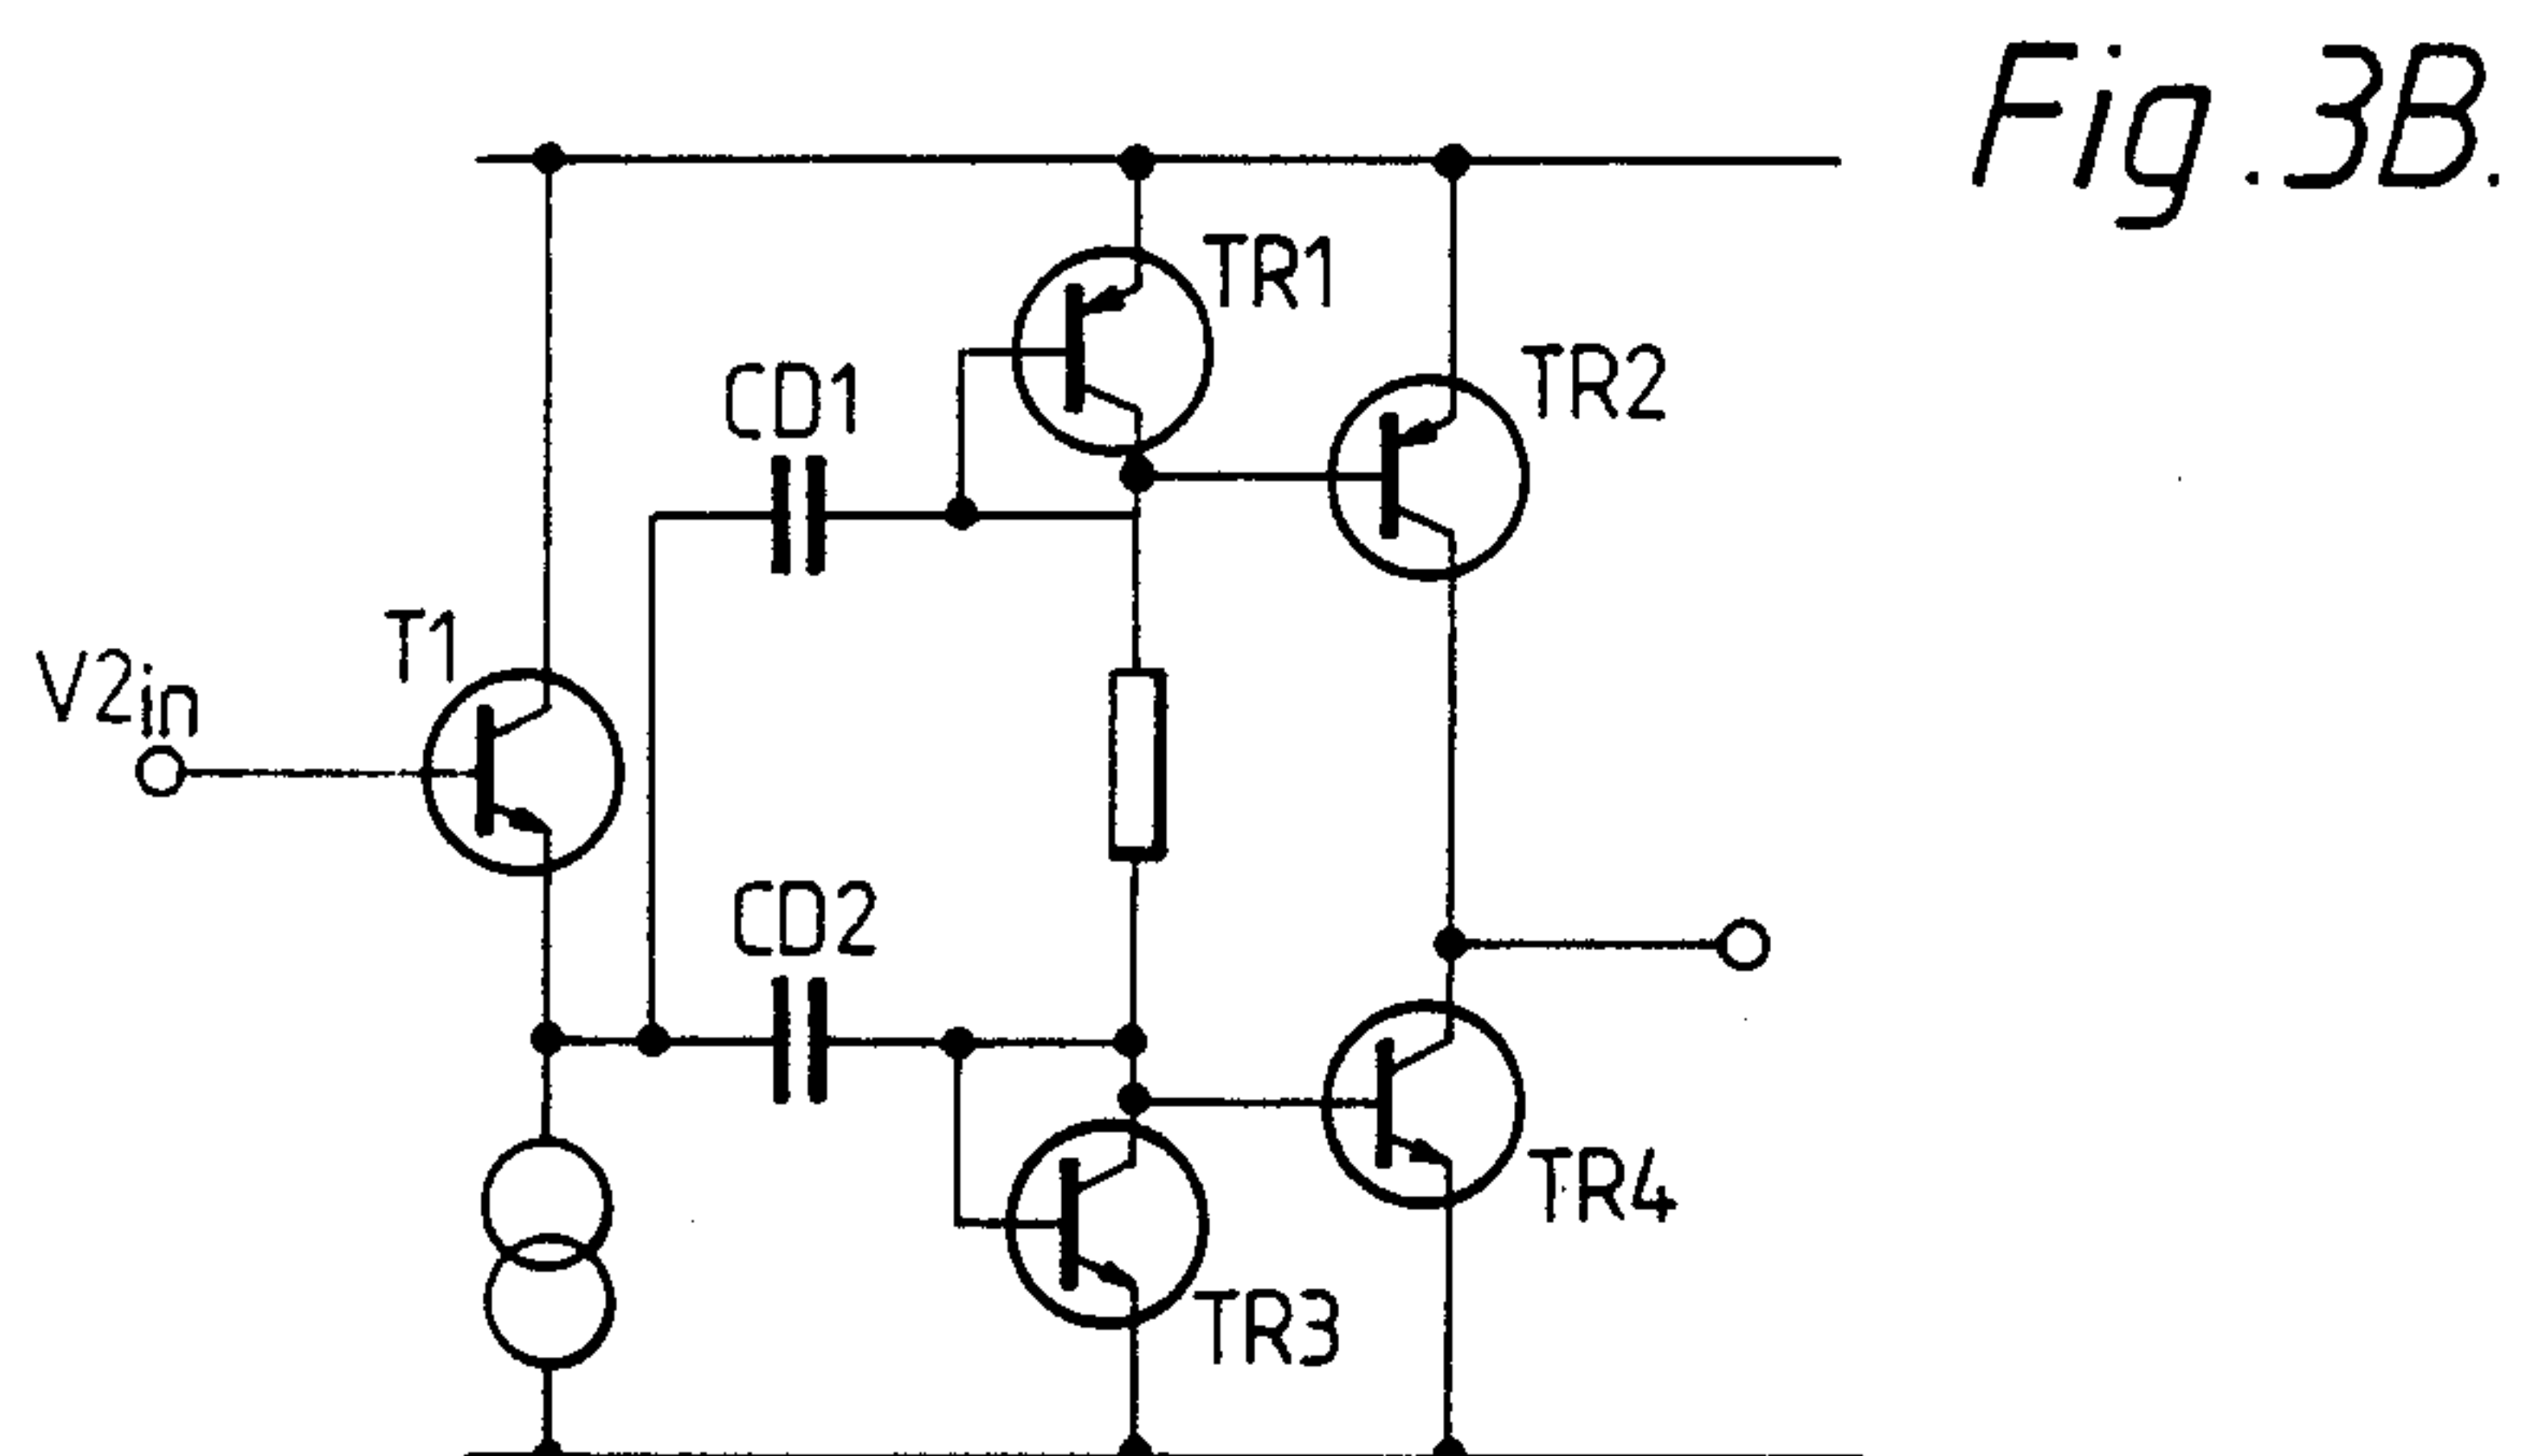 Fig. 3B.
TR1
TR2
CD1
T1
V2in
CD2
TR4
TR3